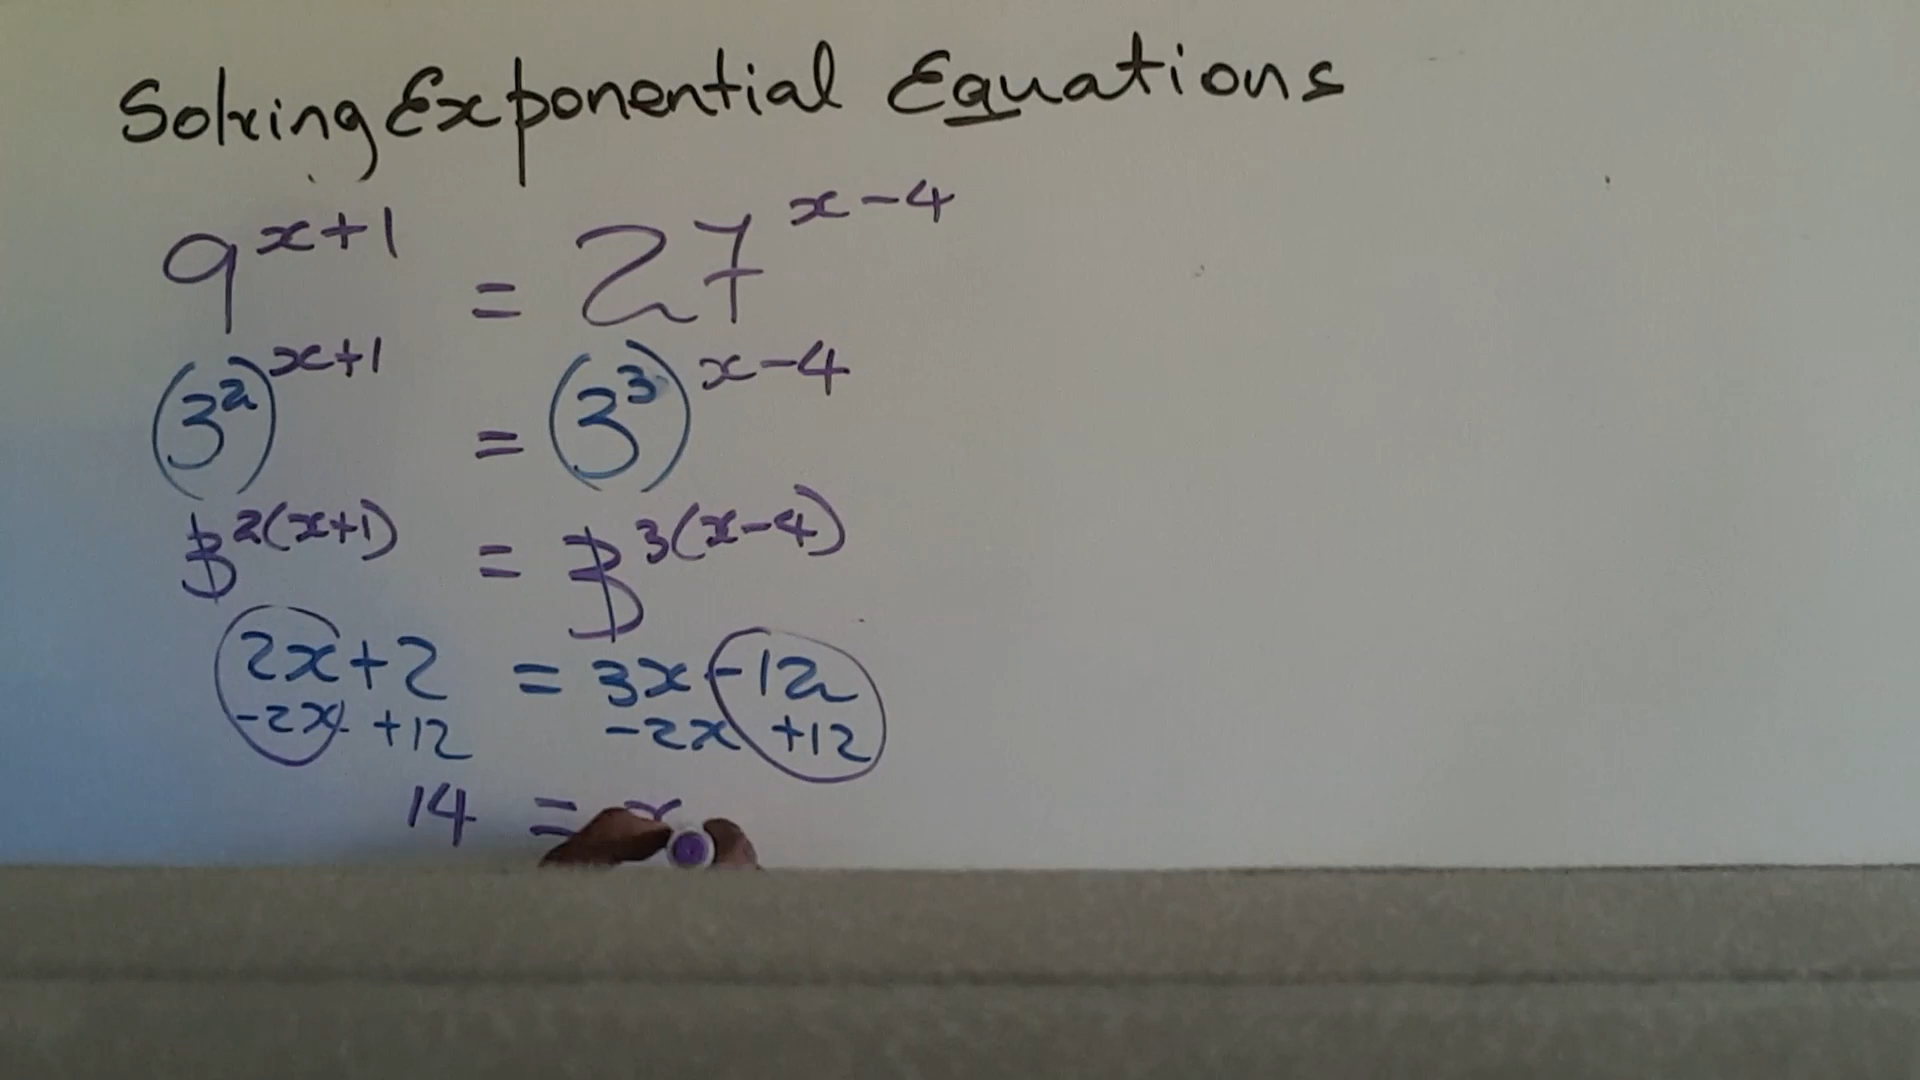 Solving Exponential Equations
9^{x+1} = 27^{x-4}
(3^2)^{x+1} = (3^3)^{x-4}
3^{2(x+1)} = 3^{3(x-4)}
2x+2 = 3x-12
-2x +12 -2x +12
14 = x